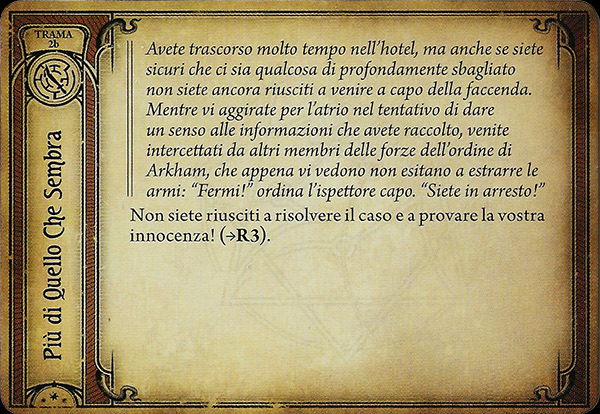 TRAMA
2b
Più di Quello Che Sembra
Avete trascorso molto tempo nell'hotel, ma anche se siete
sicuri che ci sia qualcosa di profondamente sbagliato
non siete ancora riusciti a venire a capo della faccenda.
Mentre vi aggirate per l'atrio nel tentativo di dare
un senso alle informazioni che avete raccolto, venite
intercettati da altri membri delle forze dell'ordine di
Arkham, che appena vi vedono non esitano a estrarre le
armi: “Fermi!” ordina l'ispettore capo. “Siete in arresto!”
Non siete riusciti a risolvere il caso e a provare la vostra
innocenza! (→R3).